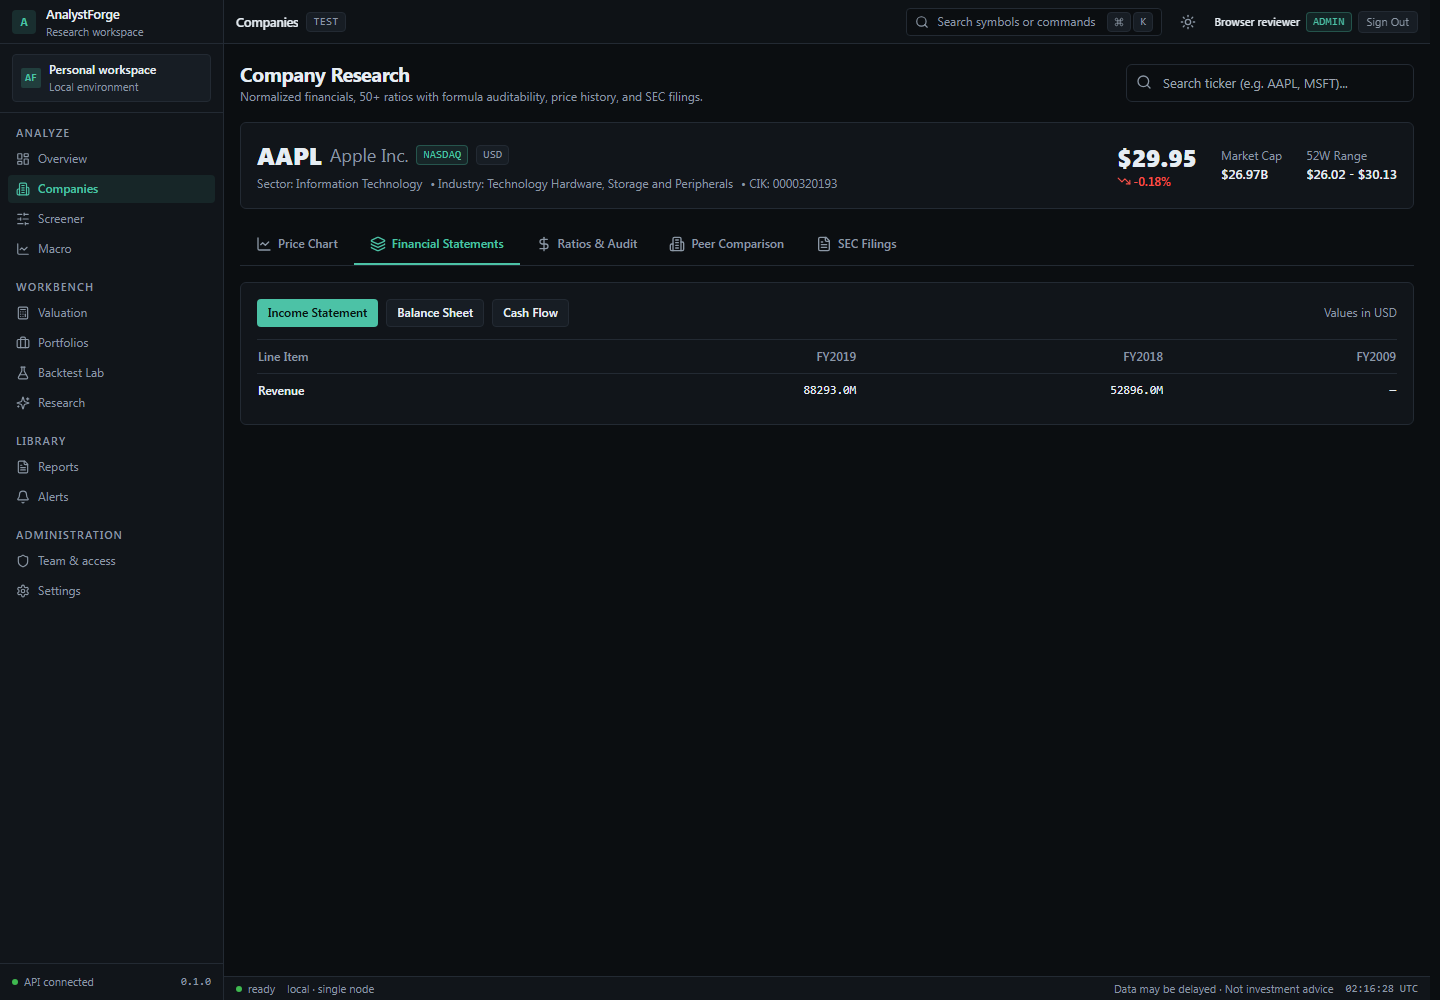 A
AnalystForge
Research workspace
AF
Personal workspace
Local environment
ANALYZE
Overview
Companies
Screener
Macro
WORKBENCH
Valuation
Portfolios
Backtest Lab
Research
LIBRARY
Reports
Alerts
ADMINISTRATION
Team & access
Settings
API connected 0.1.0
Companies TEST Search symbols or commands ⌘ K Browser reviewer ADMIN Sign Out
Company Research
Normalized financials, 50+ ratios with formula auditability, price history, and SEC filings.
Search ticker (e.g. AAPL, MSFT)...
AAPL Apple Inc. NASDAQ USD
Sector: Information Technology • Industry: Technology Hardware, Storage and Peripherals • CIK: 0000320193
$29.95
-0.18%
Market Cap
$26.97B
52W Range
$26.02 - $30.13
Price Chart Financial Statements Ratios & Audit Peer Comparison SEC Filings
Income Statement Balance Sheet Cash Flow Values in USD
Line Item FY2019 FY2018 FY2009
Revenue 88293.0M 52896.0M —
ready local · single node Data may be delayed · Not investment advice 02:16:28 UTC